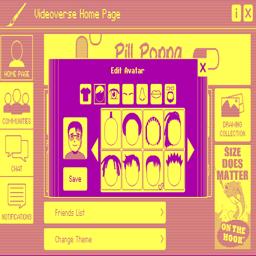 Videoverse Home Page
i X
Pill Poppa
Edit Avatar
X
HOME PAGE
COMMUNITIES
CHAT
NOTIFICATIONS
Save
DRAWING
COLLECTION
SIZE
DOES
MATTER
ON THE
HOOK
Friends List
Change Theme